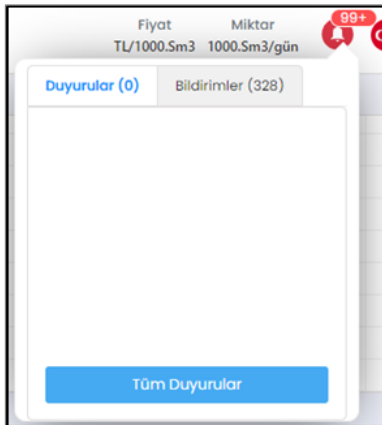 Fiyat Miktar 99+
TL/1000.Sm3 1000.Sm3/gün
Duyurular (0) Bildirimler (328)
Tüm Duyurular